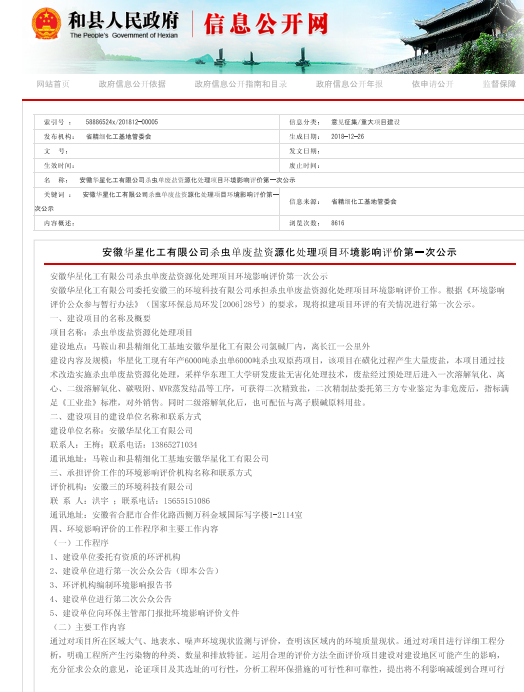 和县人民政府
The People's Government of Hexian
信息公开网
网站首页 政府信息公开依据 政府信息公开指南和目录 政府信息公开年报 依申请公开 监督保障
索引号： 58886524x/201812-00005 信息分类： 意见征集/重大项目建设
发布机构： 省精细化工基地管委会 生成日期： 2018-12-26
文 号： 发文日期：
生效时间： 废止时间：
名 称： 安徽华星化工有限公司杀虫单废盐资源化处理项目环境影响评价第一次公示
关键词： 安徽华星化工有限公司杀虫单废盐资源化处理项目环境影响评价第一次公示 信息来源： 省精细化工基地管委会
内容概述： 浏览次数： 8616
安徽华星化工有限公司杀虫单废盐资源化处理项目环境影响评价第一次公示
安徽华星化工有限公司杀虫单废盐资源化处理项目环境影响评价第一次公示
安徽华星化工有限公司委托安徽三的环境科技有限公司承担杀虫单废盐资源化处理项目环境影响评价工作。根据《环境影响
评价公众参与暂行办法》（国家环保总局环发[2006]28号）的要求，现将拟建项目环评的有关情况进行第一次公示。
一、建设项目的名称及概要
项目名称：杀虫单废盐资源化处理项目
建设地点：马鞍山和县精细化工基地安徽华星化工有限公司氯碱厂内，离长江一公里外
建设内容及规模：华星化工现有年产6000吨杀虫单6000吨杀虫双原药项目，该项目在磺化过程产生大量废盐，本项目通过技
术改造实施杀虫单废盐资源化处理，采样华东理工大学研发废盐无害化处理技术，废盐经过预处理后进入一次溶解氧化、离
心、二级溶解氧化、碳吸附、MVR蒸发结晶等工序，可获得二次精致盐，二次精制盐委托第三方专业鉴定为非危废后，指标满
足《工业盐》标准，对外销售。同时二级溶解氧化后，也可配伍与离子膜碱原料用盐。
二、建设项目的建设单位名称和联系方式
建设单位名称：安徽华星化工有限公司
联系人：王梅；联系电话：13865271034
通讯地址：马鞍山和县精细化工基地安徽华星化工有限公司
三、承担评价工作的环境影响评价机构名称和联系方式
评价机构：安徽三的环境科技有限公司
联 系 人：洪宇 ；联系电话：15655151086
通讯地址：安徽省合肥市合作化路西侧万科金域国际写字楼1-2114室
四、环境影响评价的工作程序和主要工作内容
（一）工作程序
1、建设单位委托有资质的环评机构
2、建设单位进行第一次公众公告（即本公告）
3、环评机构编制环境影响报告书
4、建设单位进行第二次公众公告
5、建设单位向环保主管部门报批环境影响评价文件
（二）主要工作内容
通过对项目所在区域大气、地表水、噪声环境现状监测与评价，查明该区域内的环境质量现状。通过对项目进行详细工程分
析，明确工程所产生污染物的种类、数量和排放特征。运用合理的评价方法全面评价项目建设对建设地区可能产生的影响，
充分征求公众的意见，论证项目及其选址的可行性，分析工程环保措施的可行性和可靠性，提出将不利影响减缓到合理可行